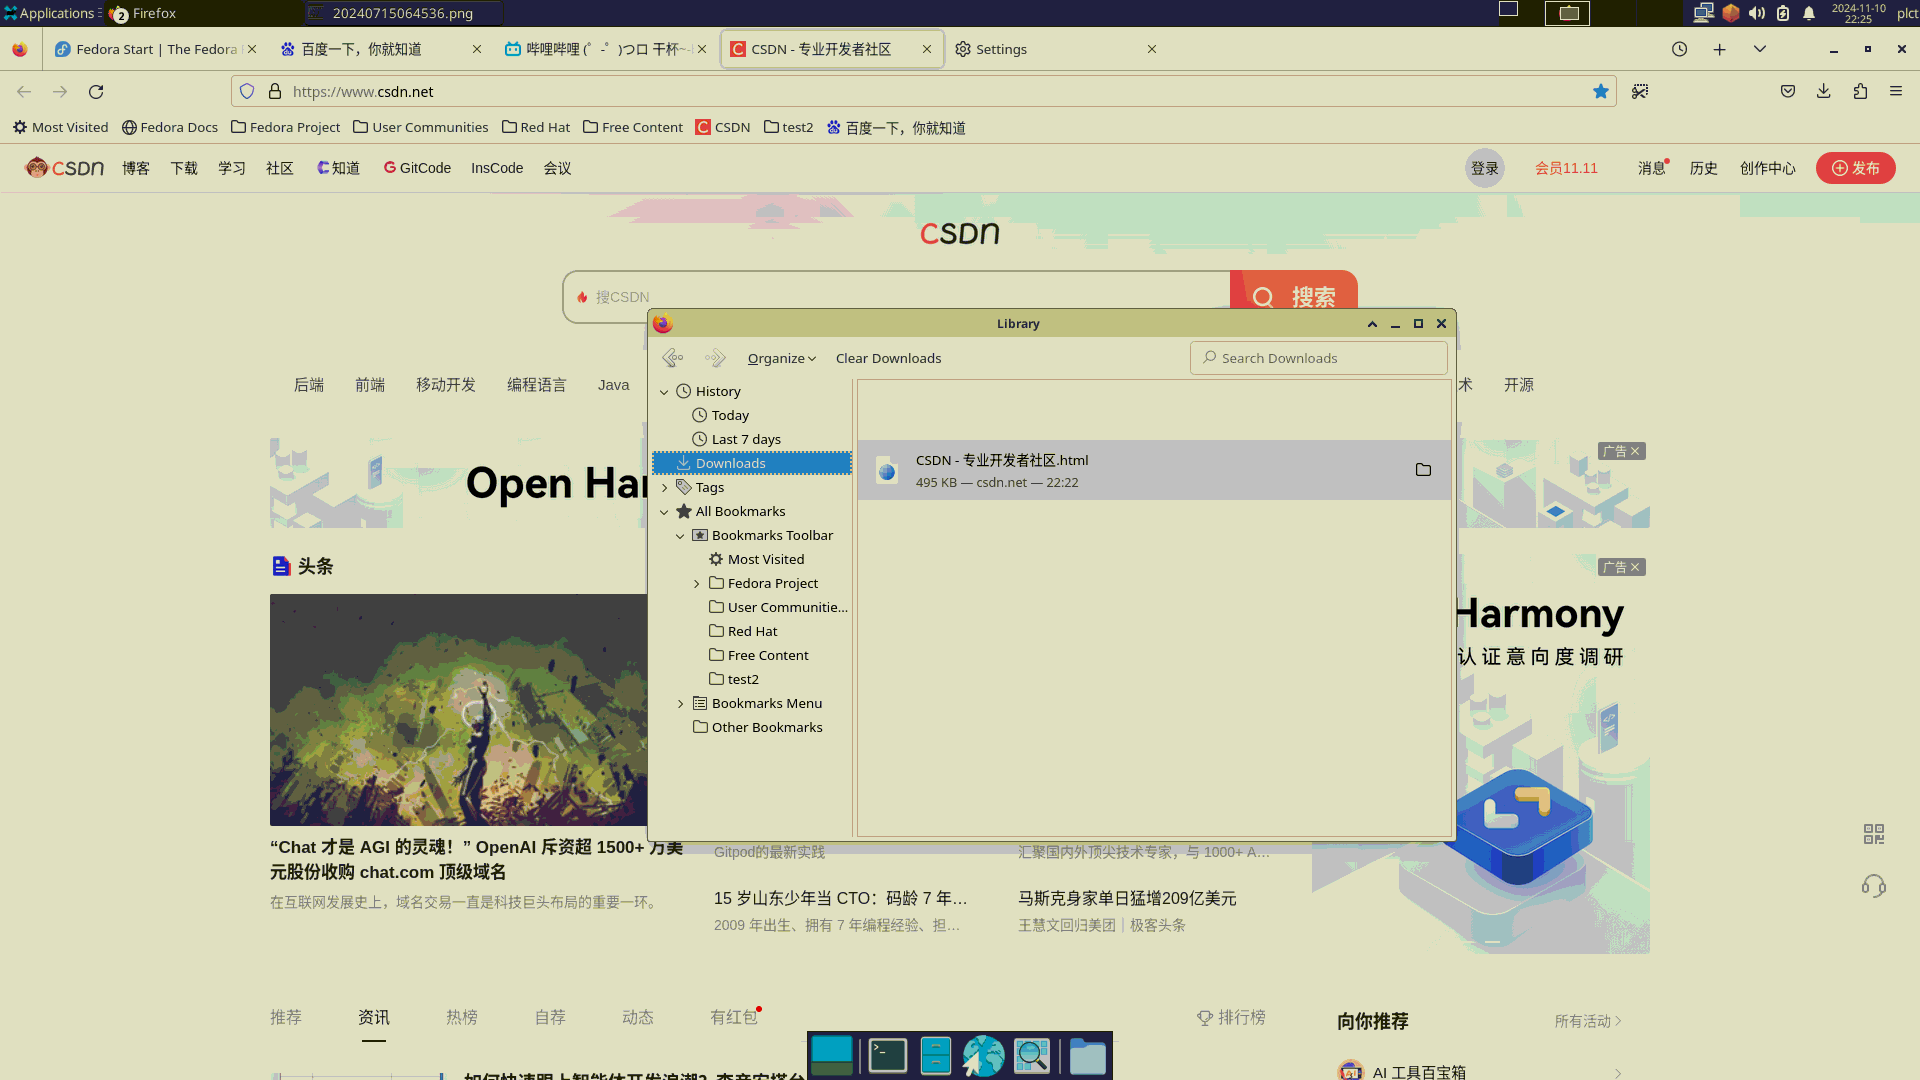 Applications
2 Firefox
20240715064536.png
2024-11-10
22:25
plct
Fedora Start | The Fedora
百度一下，你就知道
哔哩哔哩 (゜-゜)つロ 干杯~-
CSDN - 专业开发者社区
Settings
https://www.csdn.net
Most Visited
Fedora Docs
Fedora Project
User Communities
Red Hat
Free Content
CSDN
test2
百度一下，你就知道
CSDN
博客
下载
学习
社区
知道
GitCode
InsCode
会议
登录
会员11.11
消息
历史
创作中心
发布
CSDN
搜CSDN
搜索
后端
前端
移动开发
编程语言
Java
术
开源
Library
Organize
Clear Downloads
Search Downloads
History
Today
Last 7 days
Downloads
Tags
All Bookmarks
Bookmarks Toolbar
Most Visited
Fedora Project
User Communitie...
Red Hat
Free Content
test2
Bookmarks Menu
Other Bookmarks
CSDN - 专业开发者社区.html
495 KB — csdn.net — 22:22
Open Har
广告
头条
广告
Harmony
认证意向度调研
“Chat 才是 AGI 的灵魂！” OpenAI 斥资超 1500+ 万美
元股份收购 chat.com 顶级域名
在互联网发展史上，域名交易一直是科技巨头布局的重要一环。
Gitpod的最新实践
15 岁山东少年当 CTO：码龄 7 年...
2009 年出生、拥有 7 年编程经验、担...
汇聚国内外顶尖技术专家，与 1000+ A...
马斯克身家单日猛增209亿美元
王慧文回归美团｜极客头条
推荐
资讯
热榜
自荐
动态
有红包
排行榜
向你推荐
所有活动
AI 工具百宝箱